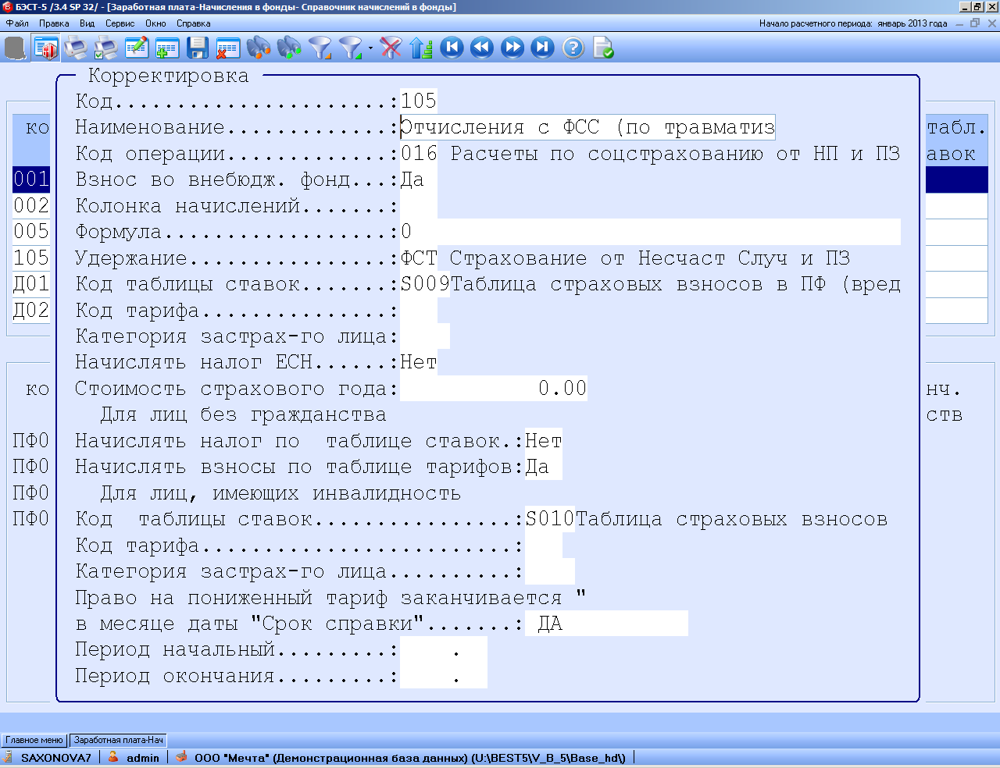 БЭСТ-5 /3.4 SP 32/ - [Заработная плата-Начисления в фонды- Справочник начислений в фонды]
Файл Правка Вид Сервис Окно Справка Начало расчетного периода: январь 2013 года
Корректировка
Код......................:105
ко Наименование.............:Отчисления с ФСС (по травматиз табл.
Код операции.............:016 Расчеты по соцстрахованию от НП и ПЗ авок
001 Взнос во внебюдж. фонд...:Да
002 Колонка начислений.......:
005 Формула..................:0
105 Удержание................:ФСТ Страхование от Несчаст Случ и ПЗ
Д01 Код таблицы ставок.......:S009Таблица страховых взносов в ПФ (вред
Д02 Код тарифа...............:
Категория застрах-го лица:
Начислять налог ЕСН......:Нет
ко Стоимость страхового года: 0.00 нч.
Для лиц без гражданства ств
ПФ0 Начислять налог по таблице ставок.:Нет
ПФ0 Начислять взносы по таблице тарифов:Да
ПФ0 Для лиц, имеющих инвалидность
ПФ0 Код таблицы ставок.................:S010Таблица страховых взносов
Код тарифа.........................:
Категория застрах-го лица..........:
Право на пониженный тариф заканчивается "
в месяце даты "Срок справки".......: ДА
Период начальный.........: .
Период окончания.........: .
Главное меню Заработная плата-Нач
SAXONOVA7 admin ООО "Мечта" (Демонстрационная база данных) (U:\BEST5\V_B_5\Base_hd\)